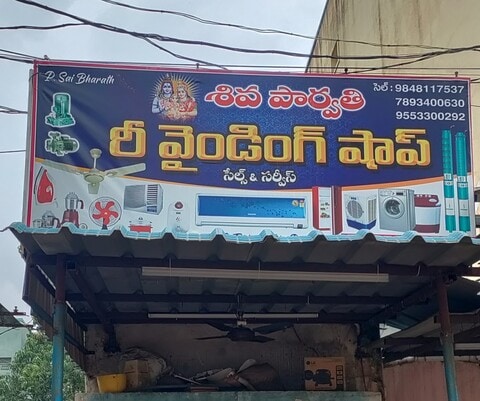 P. Sai Bharath
శివ పార్వతి
సెల్ : 9848117537
7893400630
9553300292
రీ వైండింగ్ షాప్
సేల్స్ & సర్వీస్